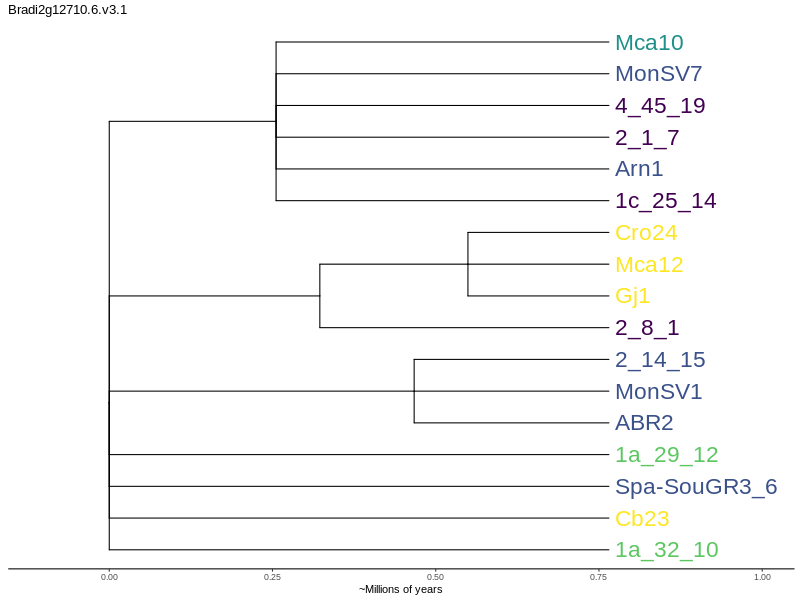 Bradi2g12710.6.v3.1
Mca10
MonSV7
4_45_19
2_1_7
Arn1
1c_25_14
Cro24
Mca12
Gj1
2_8_1
2_14_15
MonSV1
ABR2
1a_29_12
Spa-SouGR3_6
Cb23
1a_32_10
0.00 0.25 0.50 0.75 1.00
~Millions of years